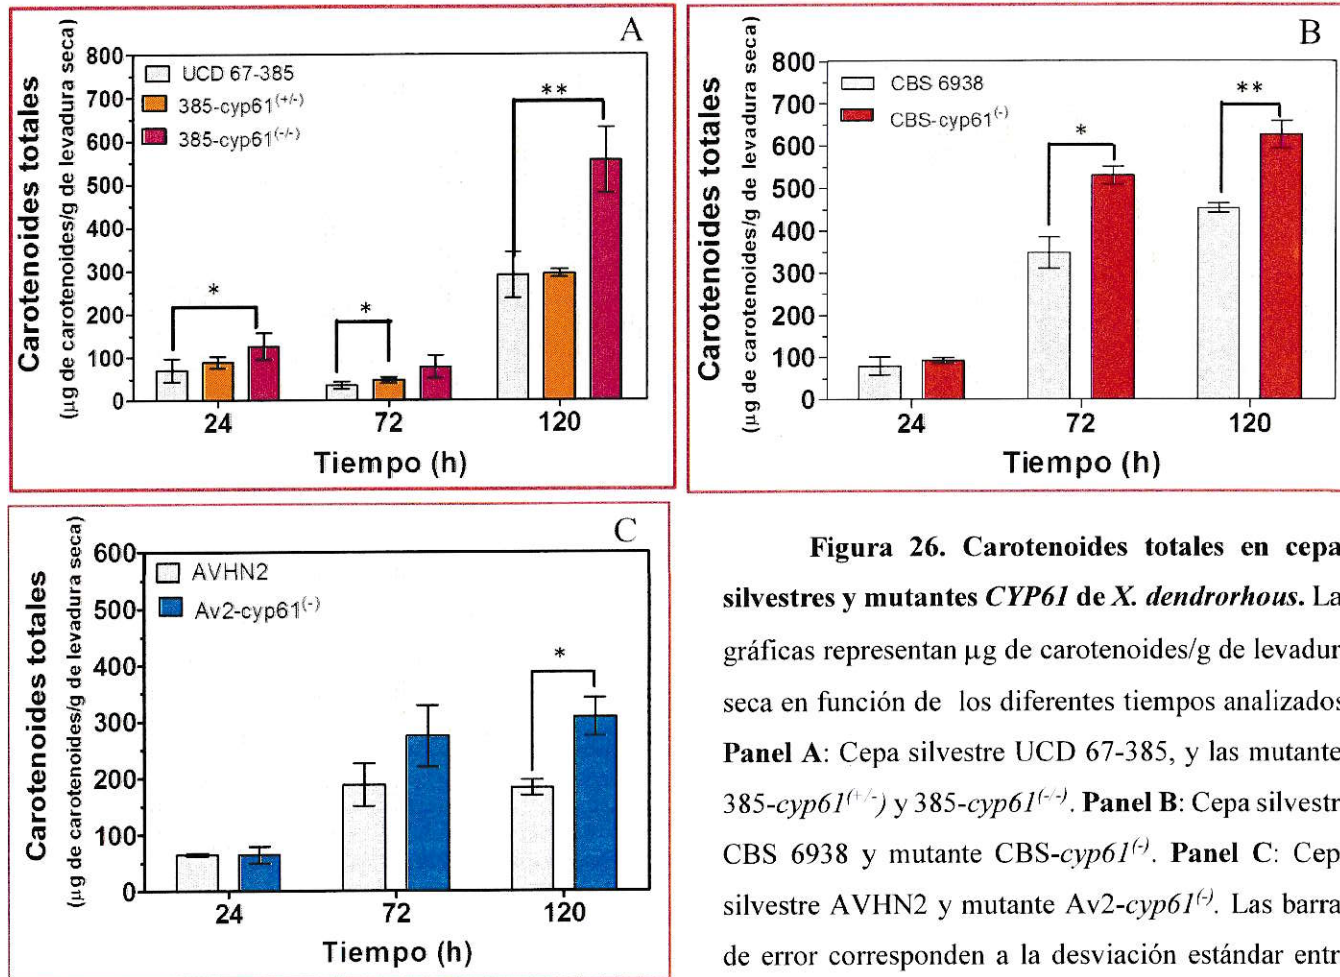 A
Carotenoides totales
(µg de carotenoides/g de levadura seca)
800
700
600
500
400
300
200
100
0
UCD 67-385
385-cyp61(+/-)
385-cyp61(-/-)
*
*
**
24
72
120
Tiempo (h)
B
Carotenoides totales
(µg de carotenoides/g de levadura seca)
800
700
600
500
400
300
200
100
0
CBS 6938
CBS-cyp61(-)
*
**
24
72
120
Tiempo (h)
C
Carotenoides totales
(µg de carotenoides/g de levadura seca)
600
500
400
300
200
100
0
AVHN2
Av2-cyp61(-)
*
24
72
120
Tiempo (h)
Figura 26. Carotenoides totales en cepa
silvestres y mutantes CYP61 de X. dendrorhous. La
gráficas representan µg de carotenoides/g de levadur
seca en función de los diferentes tiempos analizados
Panel A: Cepa silvestre UCD 67-385, y las mutante
385-cyp61(+/-) y 385-cyp61(-/-). Panel B: Cepa silvestr
CBS 6938 y mutante CBS-cyp61(-). Panel C: Cep
silvestre AVHN2 y mutante Av2-cyp61(-). Las barra
de error corresponden a la desviación estándar entr